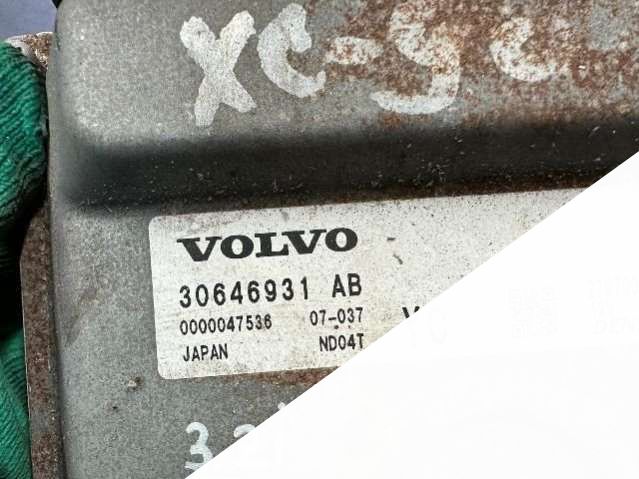 XC-90
VOLVO
30646931 AB
0000047536 07-037
JAPAN ND04T